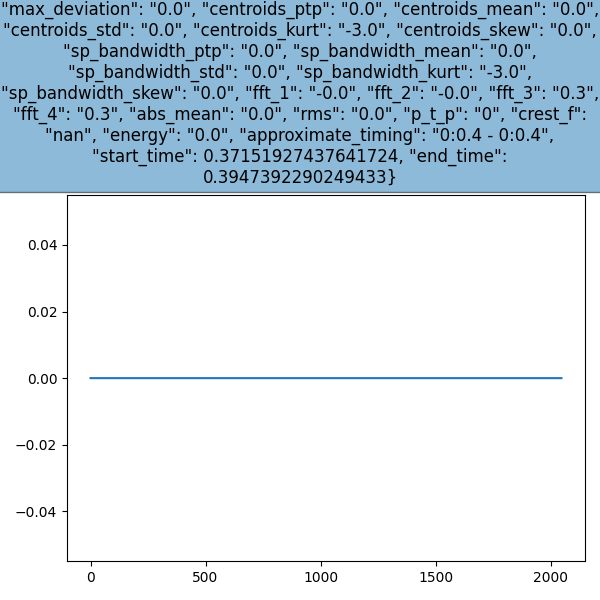 "max_deviation": "0.0", "centroids_ptp": "0.0", "centroids_mean": "0.0",
"centroids_std": "0.0", "centroids_kurt": "-3.0", "centroids_skew": "0.0",
"sp_bandwidth_ptp": "0.0", "sp_bandwidth_mean": "0.0",
"sp_bandwidth_std": "0.0", "sp_bandwidth_kurt": "-3.0",
"sp_bandwidth_skew": "0.0", "fft_1": "-0.0", "fft_2": "-0.0", "fft_3": "0.3",
"fft_4": "0.3", "abs_mean": "0.0", "rms": "0.0", "p_t_p": "0", "crest_f":
"nan", "energy": "0.0", "approximate_timing": "0:0.4 - 0:0.4",
"start_time": 0.37151927437641724, "end_time":
0.3947392290249433}
0.04
0.02
0.00
−0.02
−0.04
0 500 1000 1500 2000